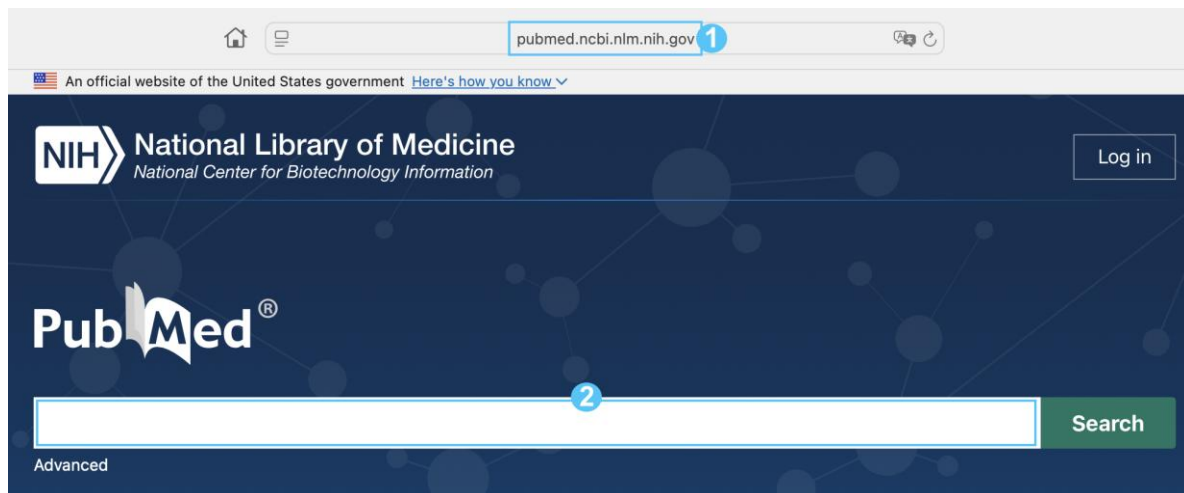 pubmed.ncbi.nlm.nih.gov 1
An official website of the United States government Here's how you know
NIH National Library of Medicine
National Center for Biotechnology Information
Log in
PubMed®
2
Search
Advanced